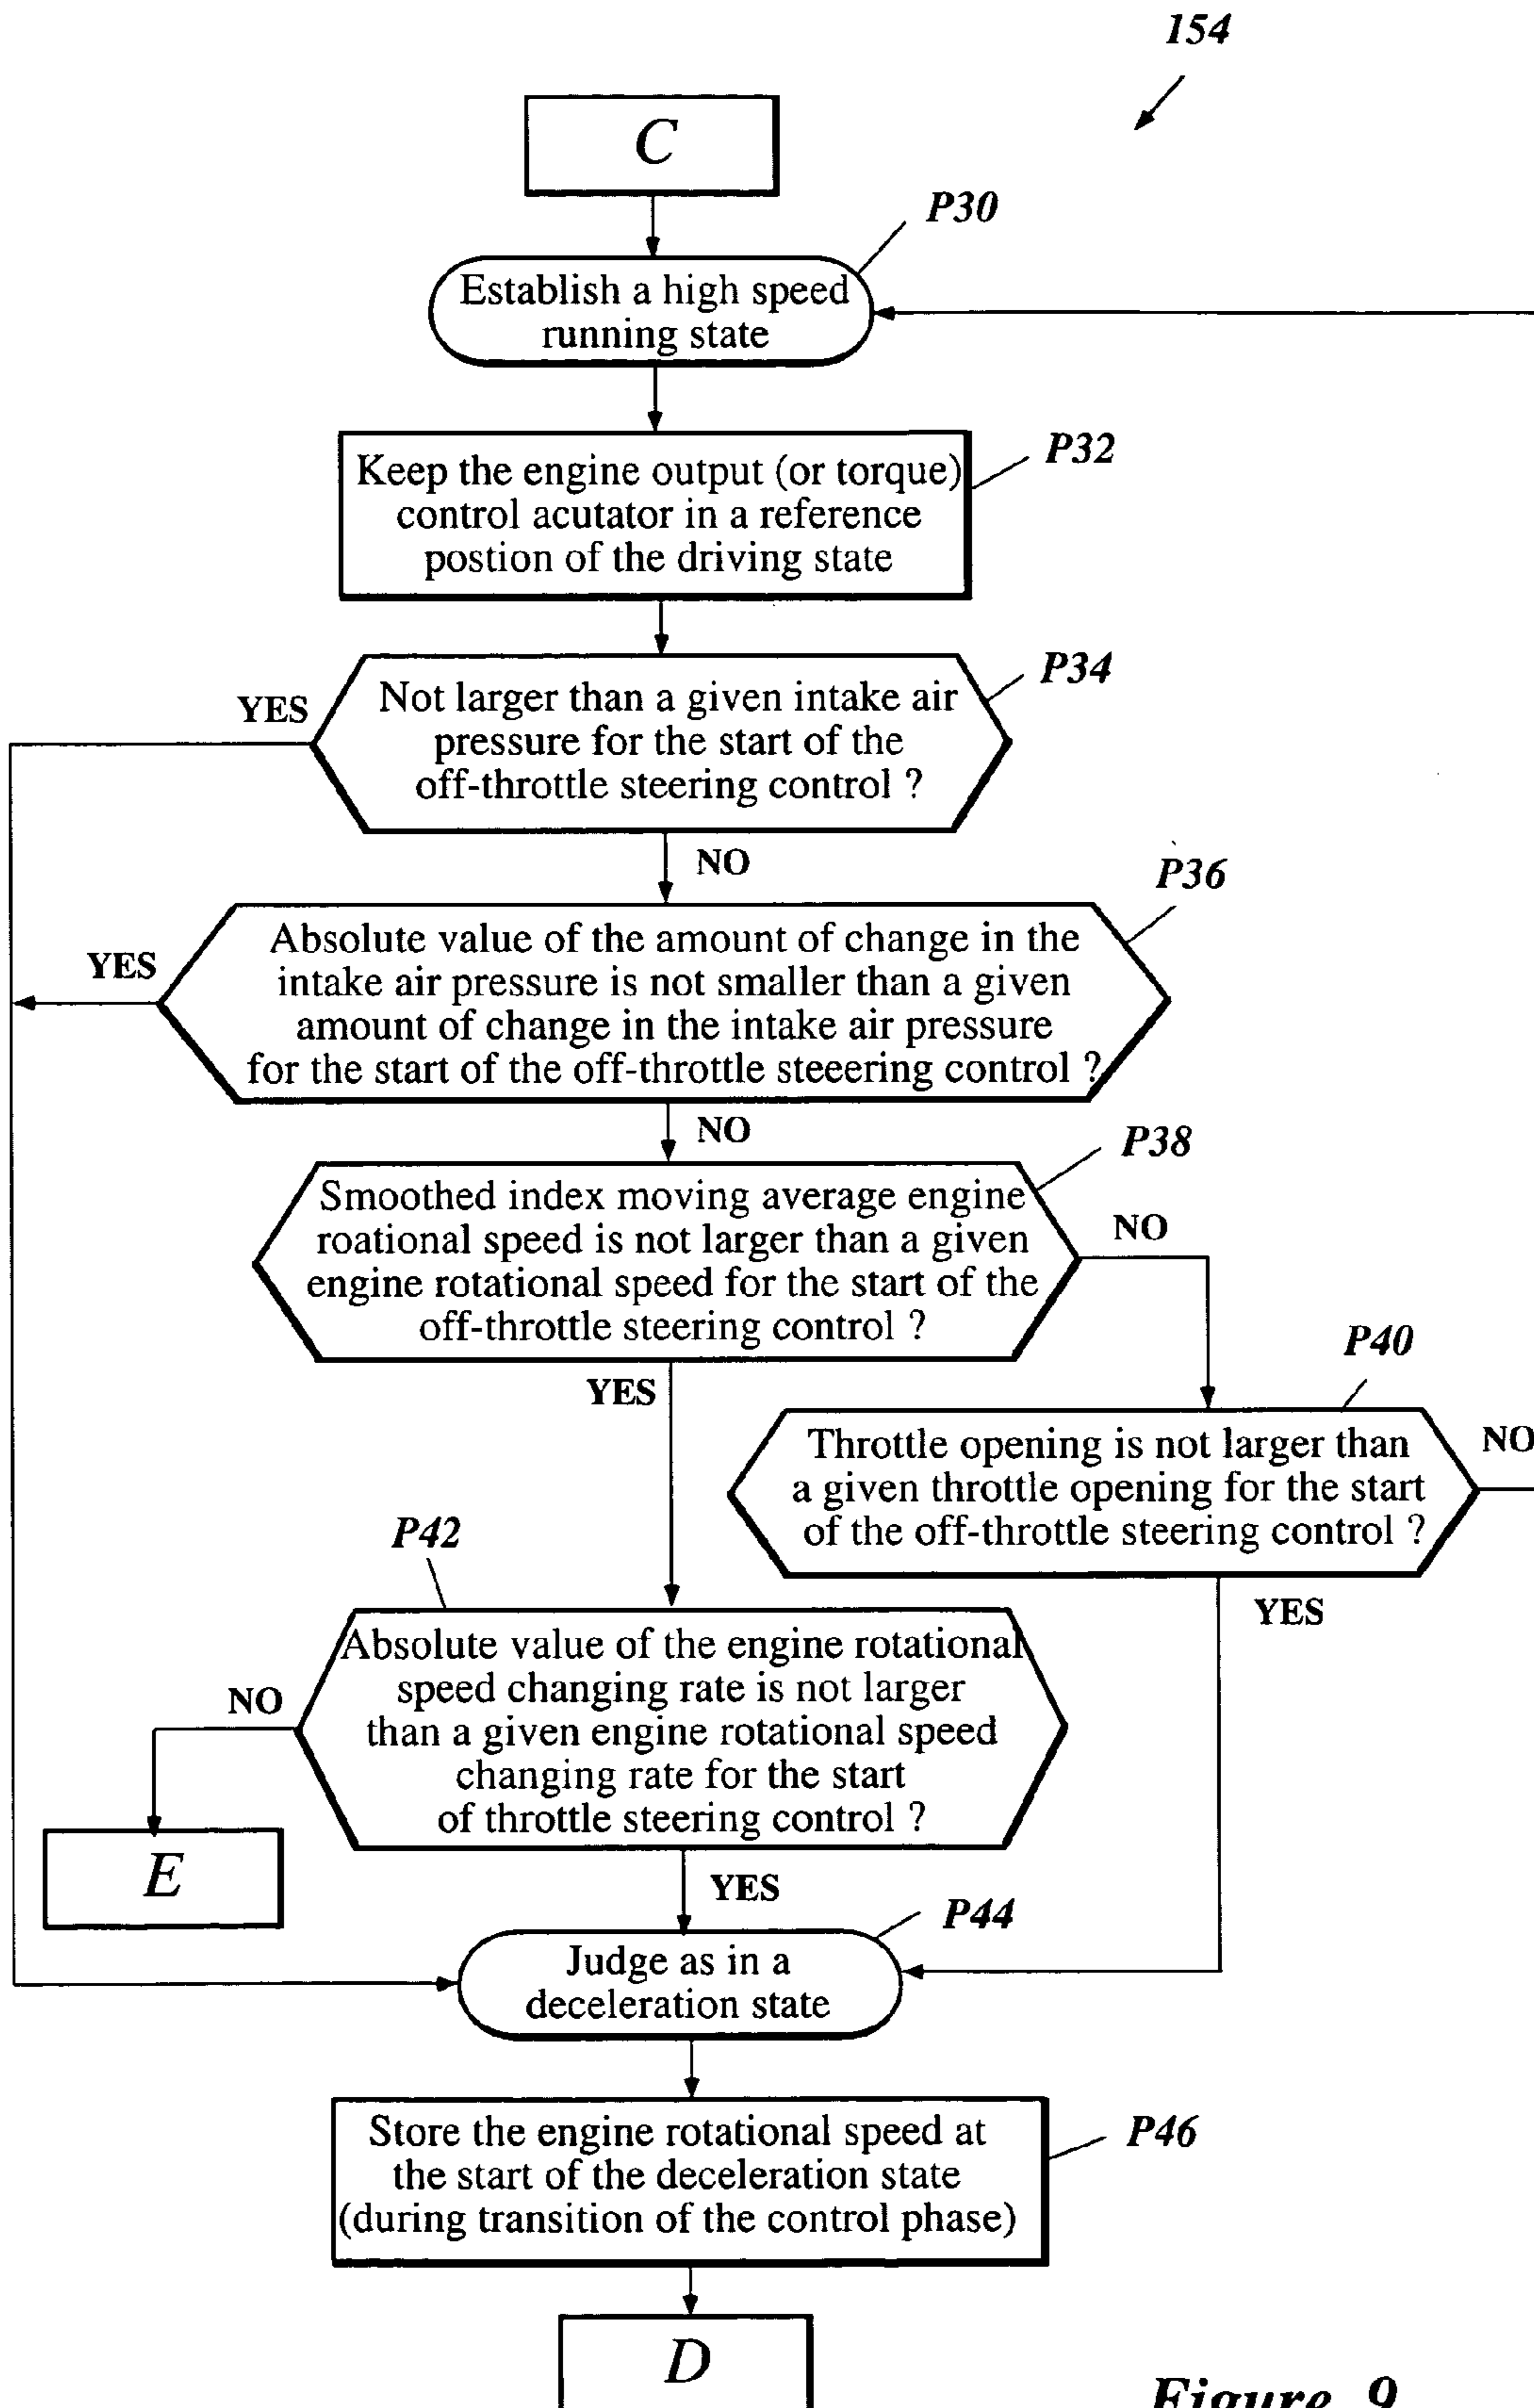 154
C
P30
Establish a high speed
running state
P32
Keep the engine output (or torque)
control acutator in a reference
postion of the driving state
P34
YES
Not larger than a given intake air
pressure for the start of the
off-throttle steering control ?
NO
P36
YES
Absolute value of the amount of change in the
intake air pressure is not smaller than a given
amount of change in the intake air pressure
for the start of the off-throttle steeering control ?
NO
P38
Smoothed index moving average engine
roational speed is not larger than a given
engine rotational speed for the start of the
off-throttle steering control ?
NO
YES
P40
Throttle opening is not larger than
a given throttle opening for the start
of the off-throttle steering control ?
NO
YES
P42
Absolute value of the engine rotational
speed changing rate is not larger
than a given engine rotational speed
changing rate for the start
of throttle steering control ?
NO
E
YES
P44
Judge as in a
deceleration state
P46
Store the engine rotational speed at
the start of the deceleration state
(during transition of the control phase)
D
Figure 9